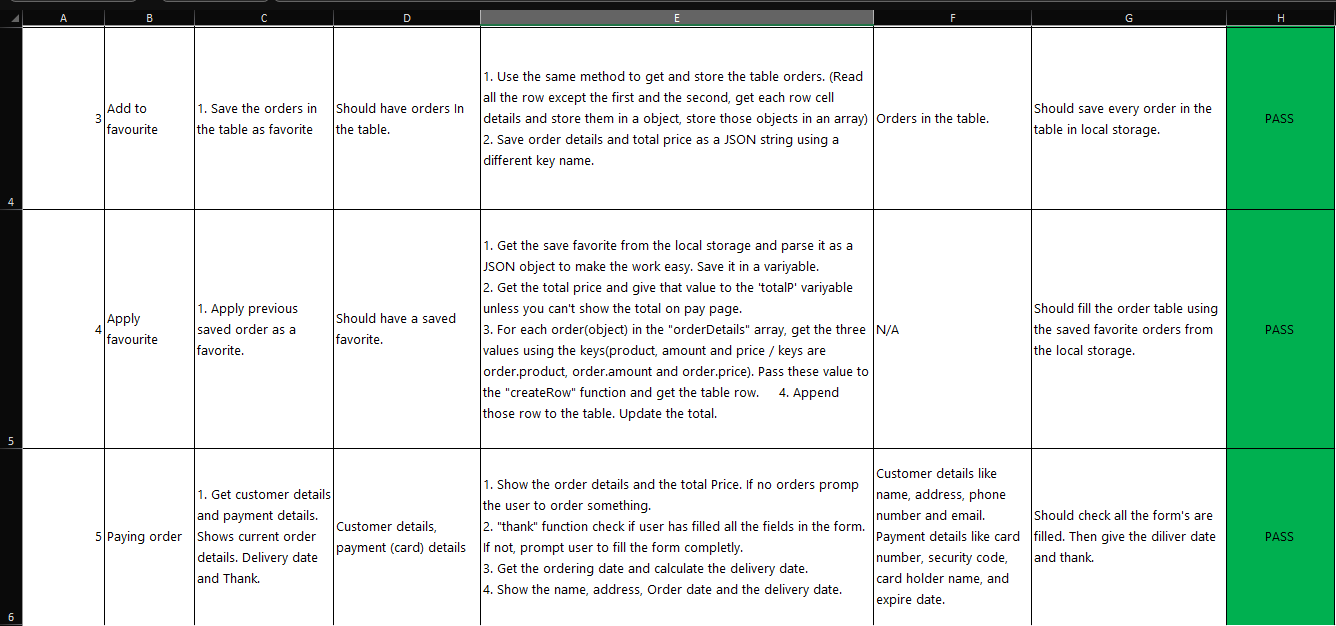 A B C D E F G H
4
3
Add to
favourite
1. Save the orders in
the table as favorite
Should have orders In
the table.
1. Use the same method to get and store the table orders. (Read
all the row except the first and the second, get each row cell
details and store them in a object, store those objects in an array)
2. Save order details and total price as a JSON string using a
different key name.
Orders in the table.
Should save every order in the
table in local storage.
PASS
5
4
Apply
favourite
1. Apply previous
saved order as a
favorite.
Should have a saved
favorite.
1. Get the save favorite from the local storage and parse it as a
JSON object to make the work easy. Save it in a variyable.
2. Get the total price and give that value to the 'totalP' variyable
unless you can't show the total on pay page.
3. For each order(object) in the "orderDetails" array, get the three
values using the keys(product, amount and price / keys are
order.product, order.amount and order.price). Pass these value to
the "createRow" function and get the table row. 4. Append
those row to the table. Update the total.
N/A
Should fill the order table using
the saved favorite orders from
the local storage.
PASS
6
5
Paying order
1. Get customer details
and payment details.
Shows current order
details. Delivery date
and Thank.
Customer details,
payment (card) details
1. Show the order details and the total Price. If no orders promp
the user to order something.
2. "thank" function check if user has filled all the fields in the form.
If not, prompt user to fill the form completly.
3. Get the ordering date and calculate the delivery date.
4. Show the name, address, Order date and the delivery date.
Customer details like
name, address, phone
number and email.
Payment details like card
number, security code,
card holder name, and
expire date.
Should check all the form's are
filled. Then give the diliver date
and thank.
PASS